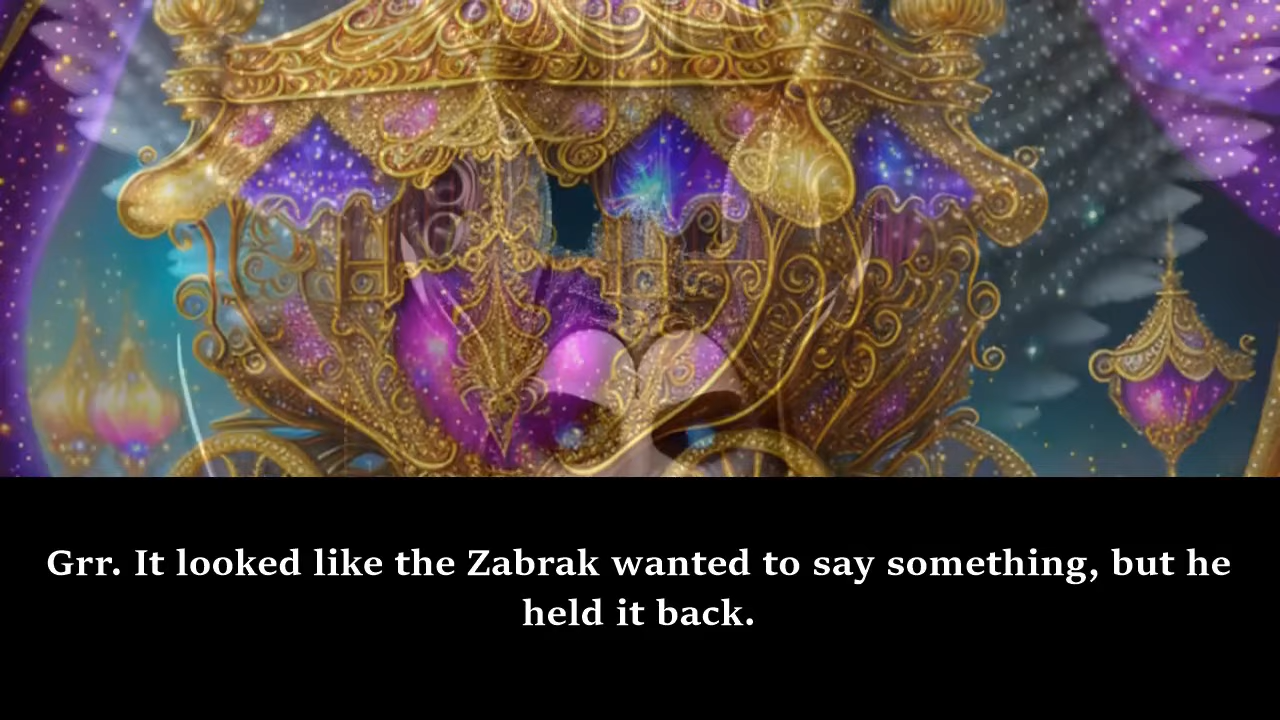 Grr. It looked like the Zabrak wanted to say something, but he
held it back.